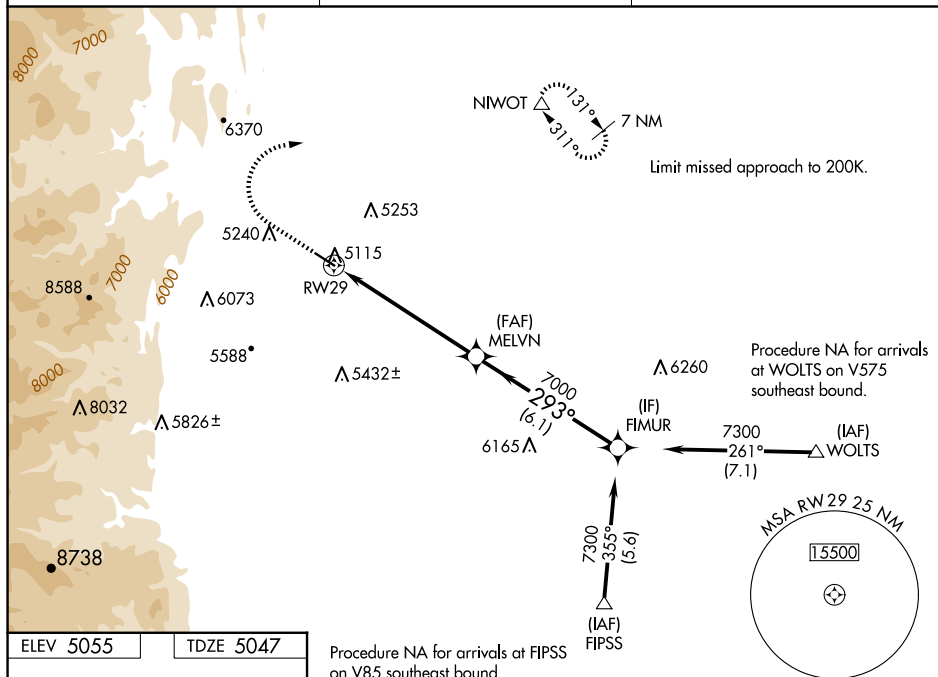 8000
7000
6370
NIWOT
131°
311°
7 NM
Limit missed approach to 200K.
5253
5240
5115
RW29
8588
7000
6000
6073
5588
8000
8032
5826±
5432±
(FAF)
MELVN
7000
293°
(6.1)
6260
Procedure NA for arrivals
at WOLTS on V575
southeast bound.
(IF)
FIMUR
6165
7300
261°
(7.1)
(IAF)
WOLTS
7300
355°
(5.6)
(IAF)
FIPSS
MSA RW29 25 NM
15500
8738
ELEV 5055
TDZE 5047
Procedure NA for arrivals at FIPSS
on V85 southeast bound